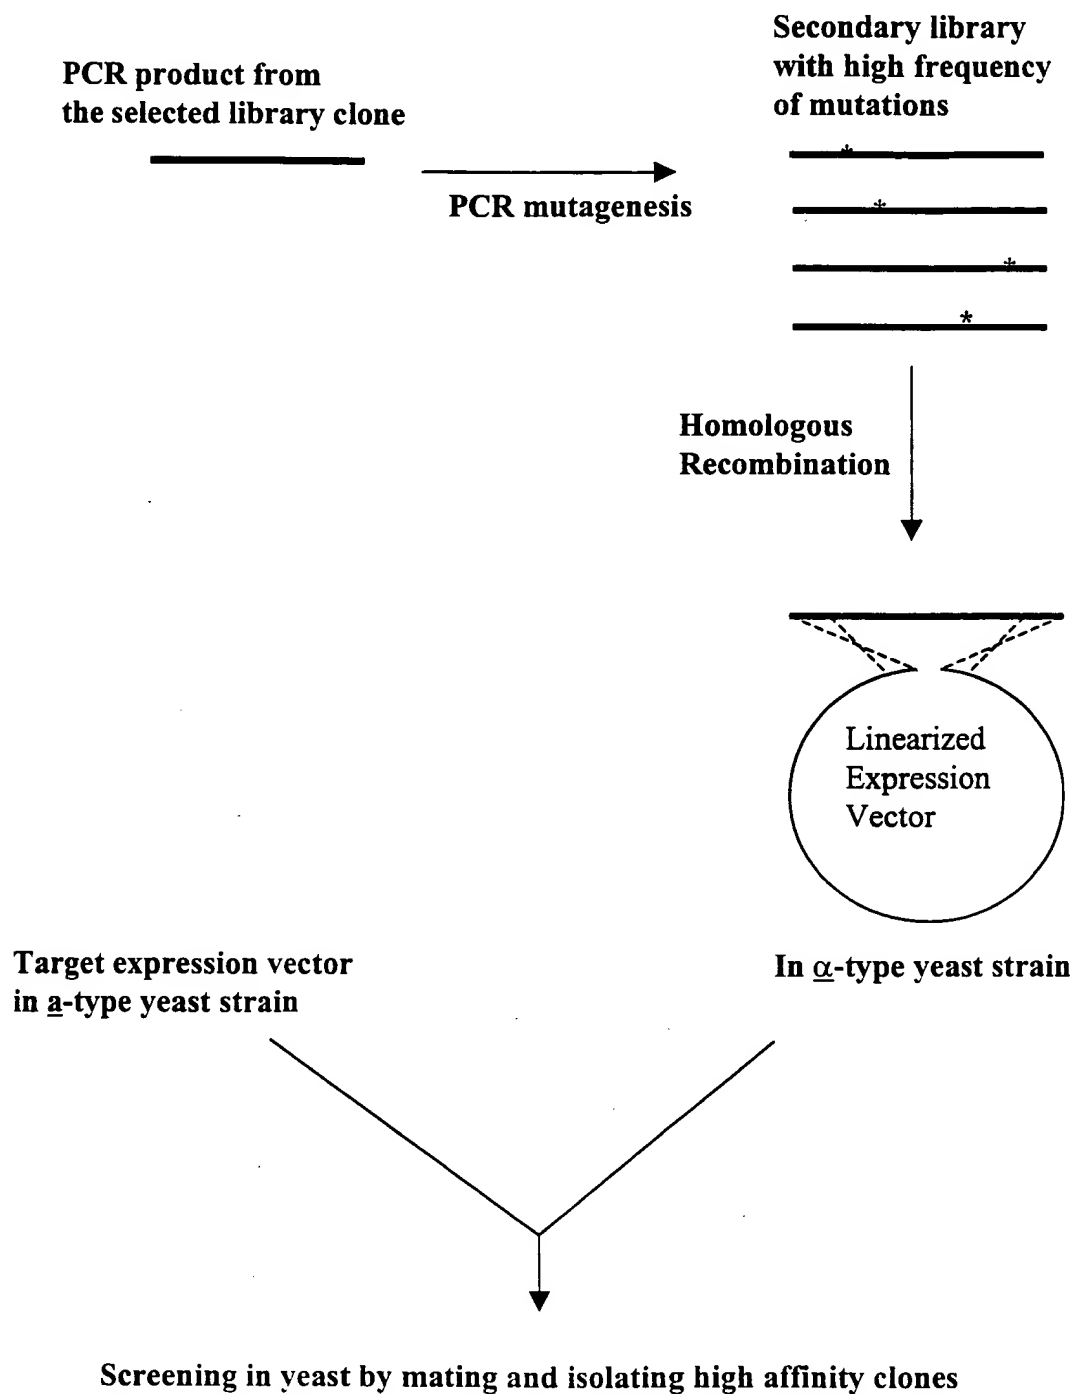 PCR product from
the selected library clone
PCR mutagenesis
Secondary library
with high frequency
of mutations
*
*
*
*
Homologous
Recombination
Linearized
Expression
Vector
Target expression vector
in a-type yeast strain
In α-type yeast strain
Screening in yeast by mating and isolating high affinity clones